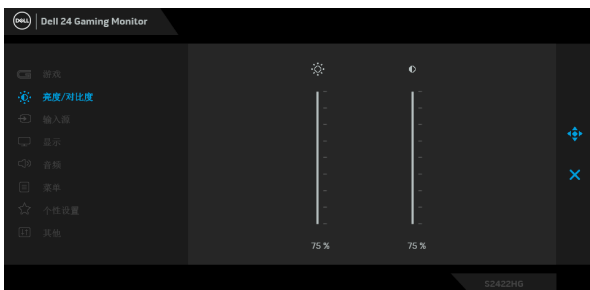 DELL
Dell 24 Gaming Monitor
游戏
亮度/对比度
输入源
显示
音频
菜单
个性设置
其他
75 %
75 %
S2422HG